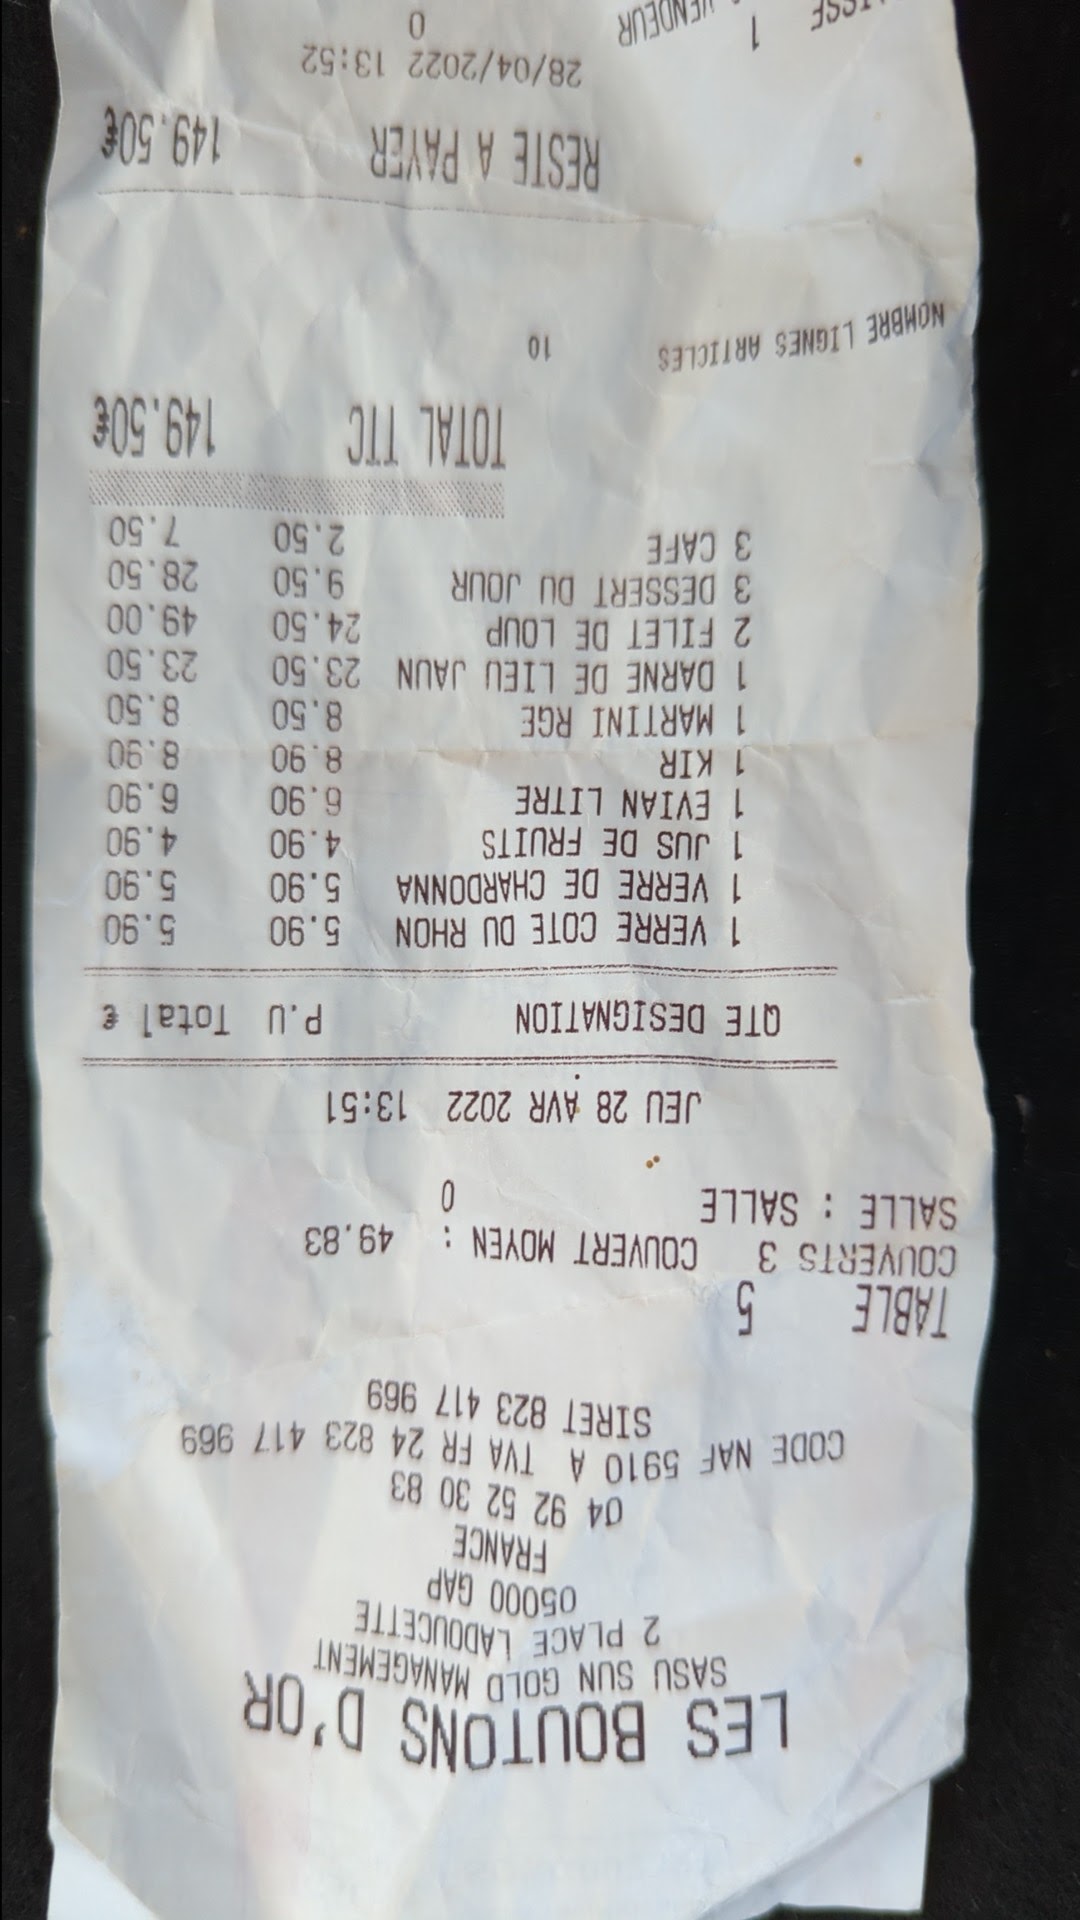 LES BOUTONS D'OR
SASU SUN GOLD MANAGEMENT
2 PLACE LADOUCETTE
05000 GAP
FRANCE
04 92 52 30 83
CODE NAF 5910 A TVA FR 24 823 417 969
SIRET 823 417 969
TABLE 5
COUVERTS 3 COUVERT MOYEN : 49.83
SALLE : SALLE 0
JEU 28 AVR 2022 13:51
QTE DESIGNATION P.U Total €
1 VERRE COTE DU RHON 5.90 5.90
1 VERRE DE CHARDONNA 5.90 5.90
1 JUS DE FRUITS 4.90 4.90
1 EVIAN LITRE 6.90 6.90
1 KIR 8.90 8.90
1 MARTINI RGE 8.50 8.50
1 DARNE DE LIEU JAUN 23.50 23.50
2 FILET DE LOUP 24.50 49.00
3 DESSERT DU JOUR 9.50 28.50
3 CAFE 2.50 7.50
TOTAL TTC 149.50€
NOMBRE LIGNES ARTICLES 10
RESTE A PAYER 149.50€
28/04/2022 13:52
1 VENDEUR 0